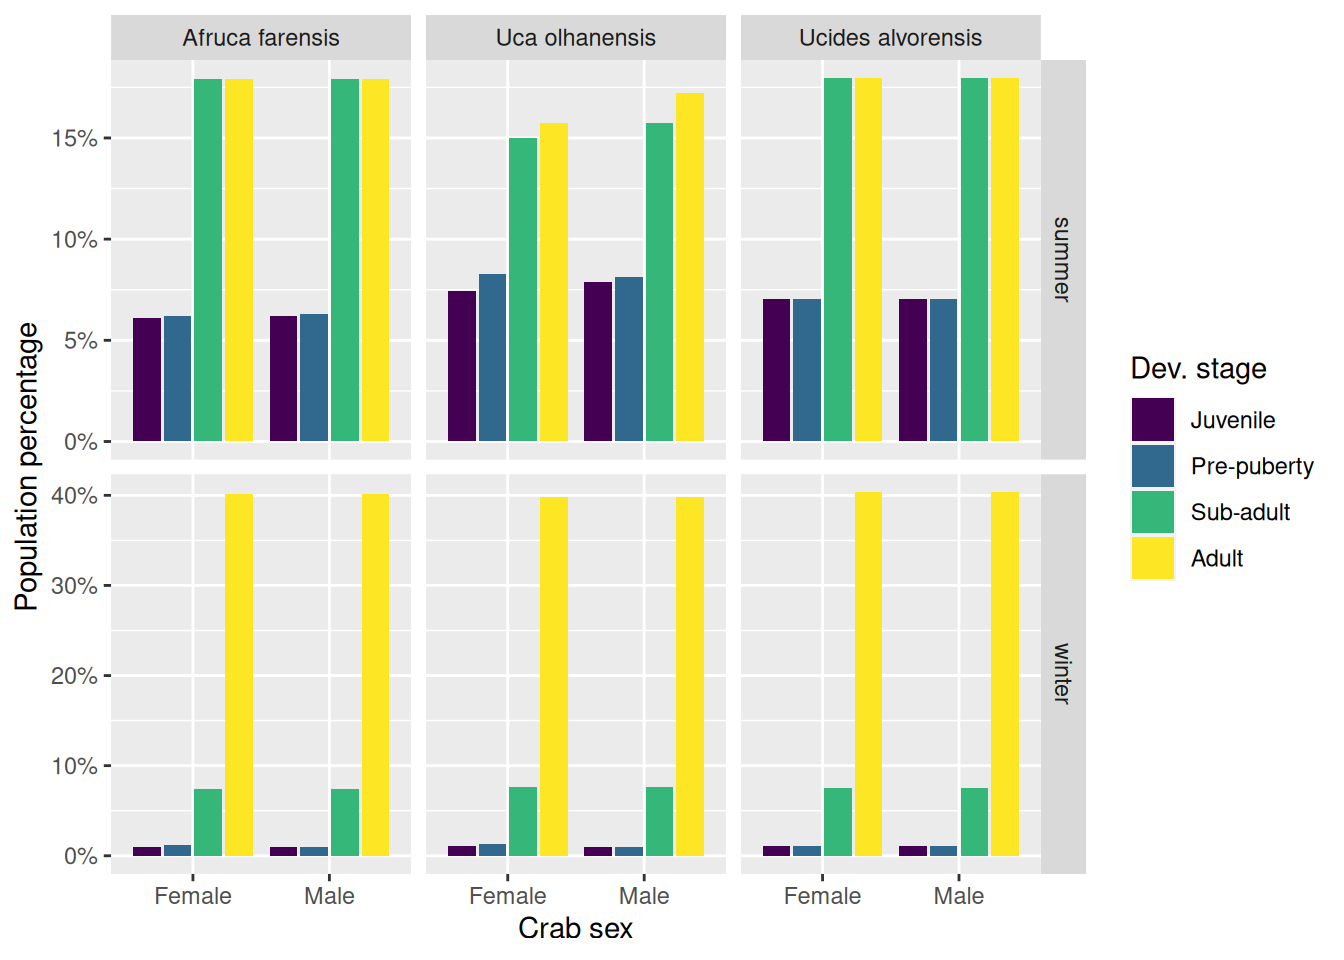 Afruca farensis
Uca olhanensis
Ucides alvorensis
15%
10%
5%
0%
summer
40%
30%
20%
10%
0%
winter
Female
Male
Female
Male
Female
Male
Crab sex
Population percentage
Dev. stage
Juvenile
Pre-puberty
Sub-adult
Adult